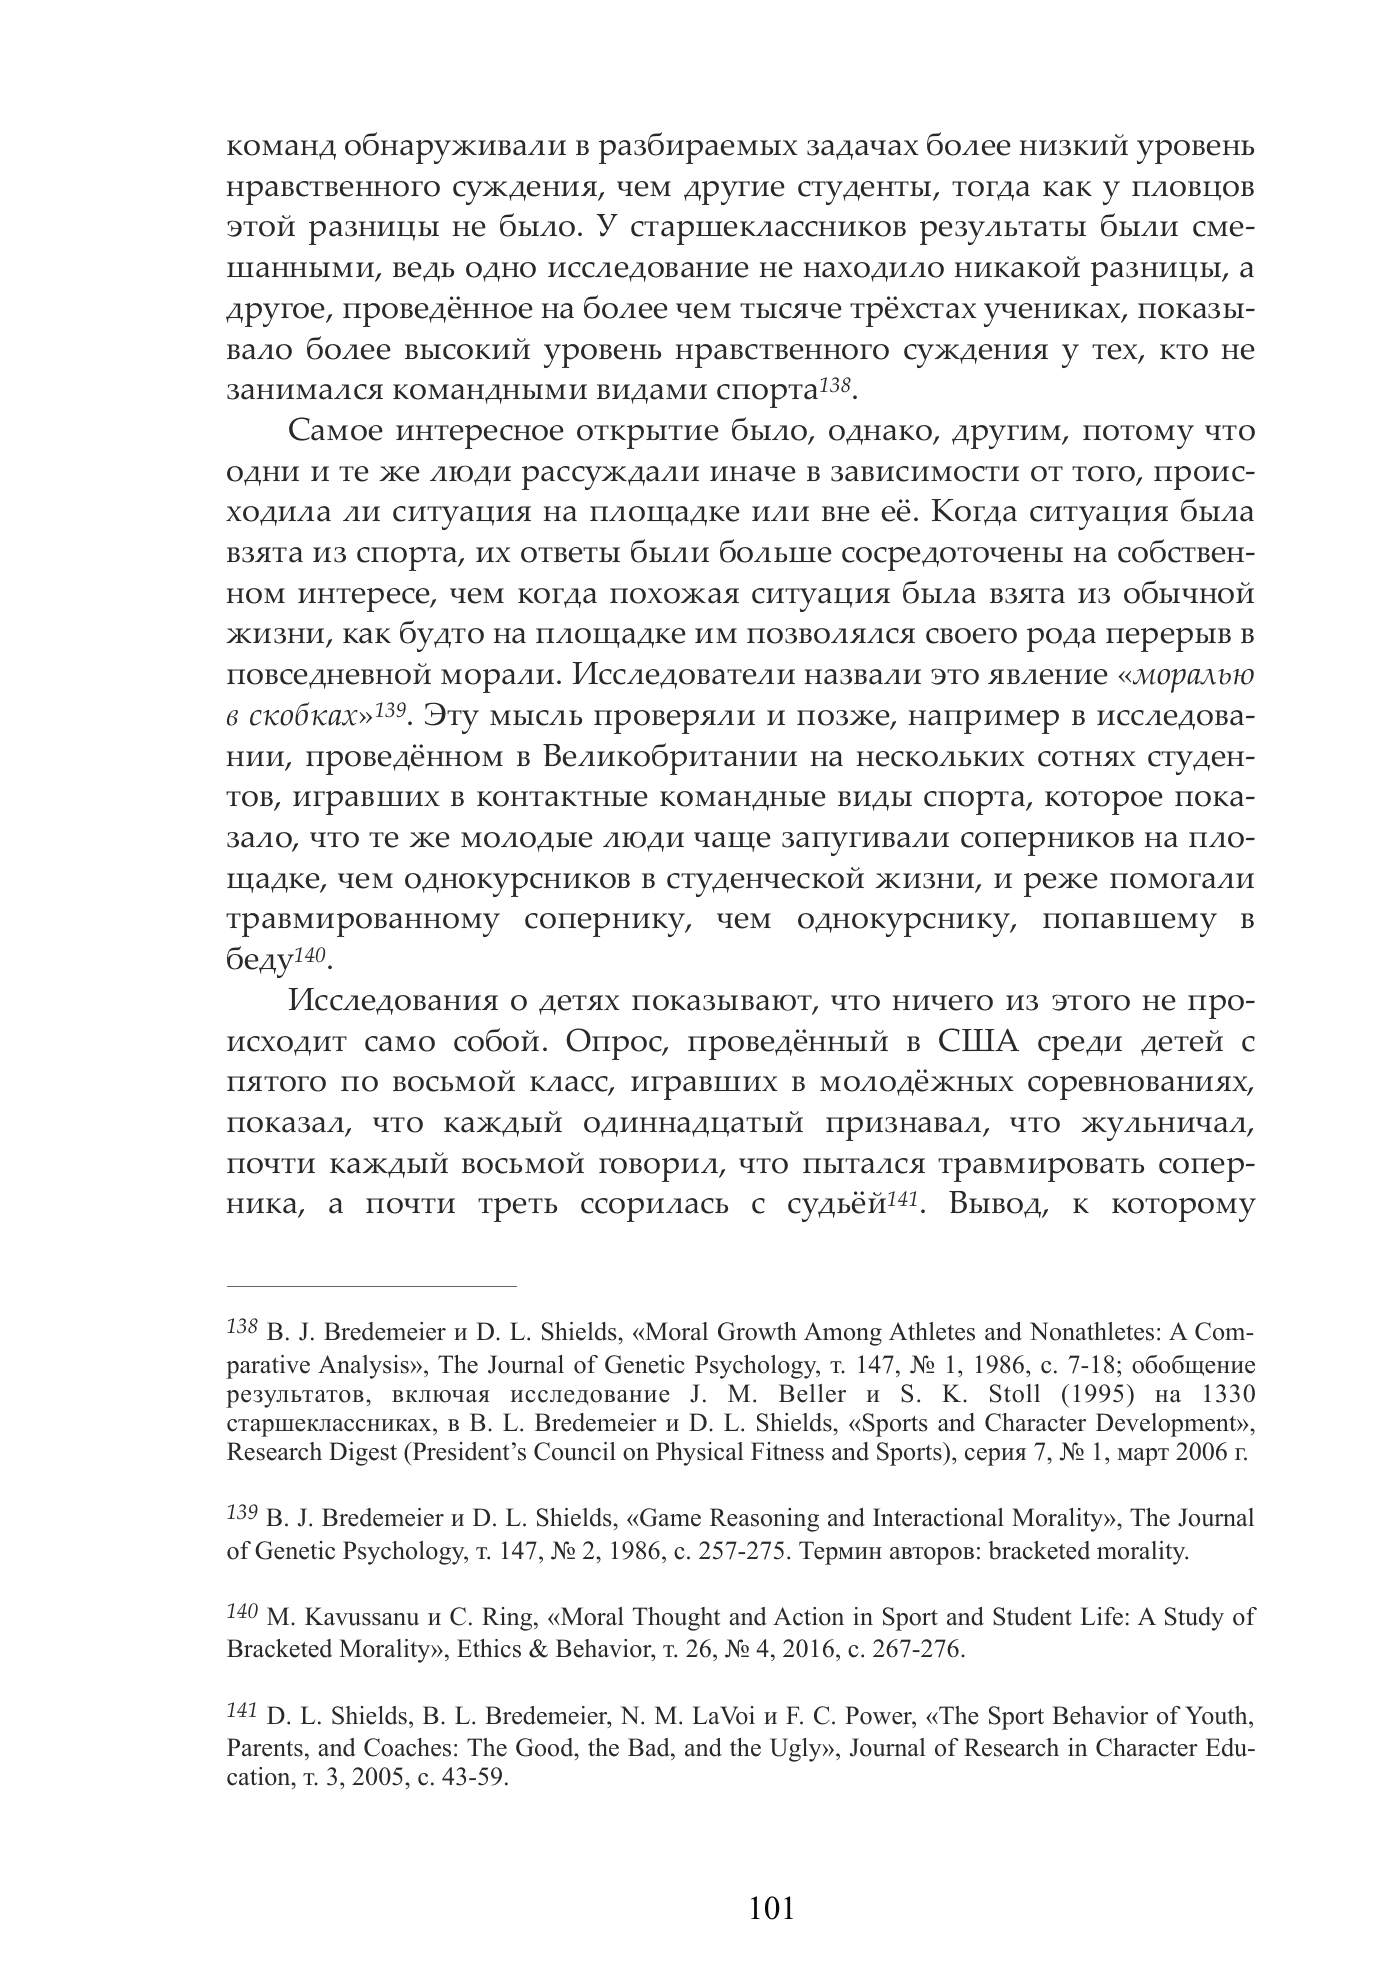 команд обнаруживали в разбираемых задачах более низкий уровень
нравственного суждения, чем другие студенты, тогда как у пловцов
этой разницы не было. У старшеклассников результаты были сме-
шанными, ведь одно исследование не находило никакой разницы, а
другое, проведённое на более чем тысяче трёхстах учениках, показы-
вало более высокий уровень нравственного суждения у тех, кто не
занимался командными видами спорта138.
Самое интересное открытие было, однако, другим, потому что
одни и те же люди рассуждали иначе в зависимости от того, проис-
ходила ли ситуация на площадке или вне её. Когда ситуация была
взята из спорта, их ответы были больше сосредоточены на собствен-
ном интересе, чем когда похожая ситуация была взята из обычной
жизни, как будто на площадке им позволялся своего рода перерыв в
повседневной морали. Исследователи назвали это явление «моралью
в скобках»139. Эту мысль проверяли и позже, например в исследова-
нии, проведённом в Великобритании на нескольких сотнях студен-
тов, игравших в контактные командные виды спорта, которое пока-
зало, что те же молодые люди чаще запугивали соперников на пло-
щадке, чем однокурсников в студенческой жизни, и реже помогали
травмированному сопернику, чем однокурснику, попавшему в
беду140.
Исследования о детях показывают, что ничего из этого не про-
исходит само собой. Опрос, проведённый в США среди детей с
пятого по восьмой класс, игравших в молодёжных соревнованиях,
показал, что каждый одиннадцатый признавал, что жульничал,
почти каждый восьмой говорил, что пытался травмировать сопер-
ника, а почти треть ссорилась с судьёй141. Вывод, к которому
138 B. J. Bredemeier и D. L. Shields, «Moral Growth Among Athletes and Nonathletes: A Com-
parative Analysis», The Journal of Genetic Psychology, т. 147, № 1, 1986, с. 7-18; обобщение
результатов, включая исследование J. M. Beller и S. K. Stoll (1995) на 1330
старшеклассниках, в B. L. Bredemeier и D. L. Shields, «Sports and Character Development»,
Research Digest (President’s Council on Physical Fitness and Sports), серия 7, № 1, март 2006 г.
139 B. J. Bredemeier и D. L. Shields, «Game Reasoning and Interactional Morality», The Journal
of Genetic Psychology, т. 147, № 2, 1986, с. 257-275. Термин авторов: bracketed morality.
140 M. Kavussanu и C. Ring, «Moral Thought and Action in Sport and Student Life: A Study of
Bracketed Morality», Ethics & Behavior, т. 26, № 4, 2016, с. 267-276.
141 D. L. Shields, B. L. Bredemeier, N. M. LaVoi и F. C. Power, «The Sport Behavior of Youth,
Parents, and Coaches: The Good, the Bad, and the Ugly», Journal of Research in Character Edu-
cation, т. 3, 2005, с. 43-59.
101